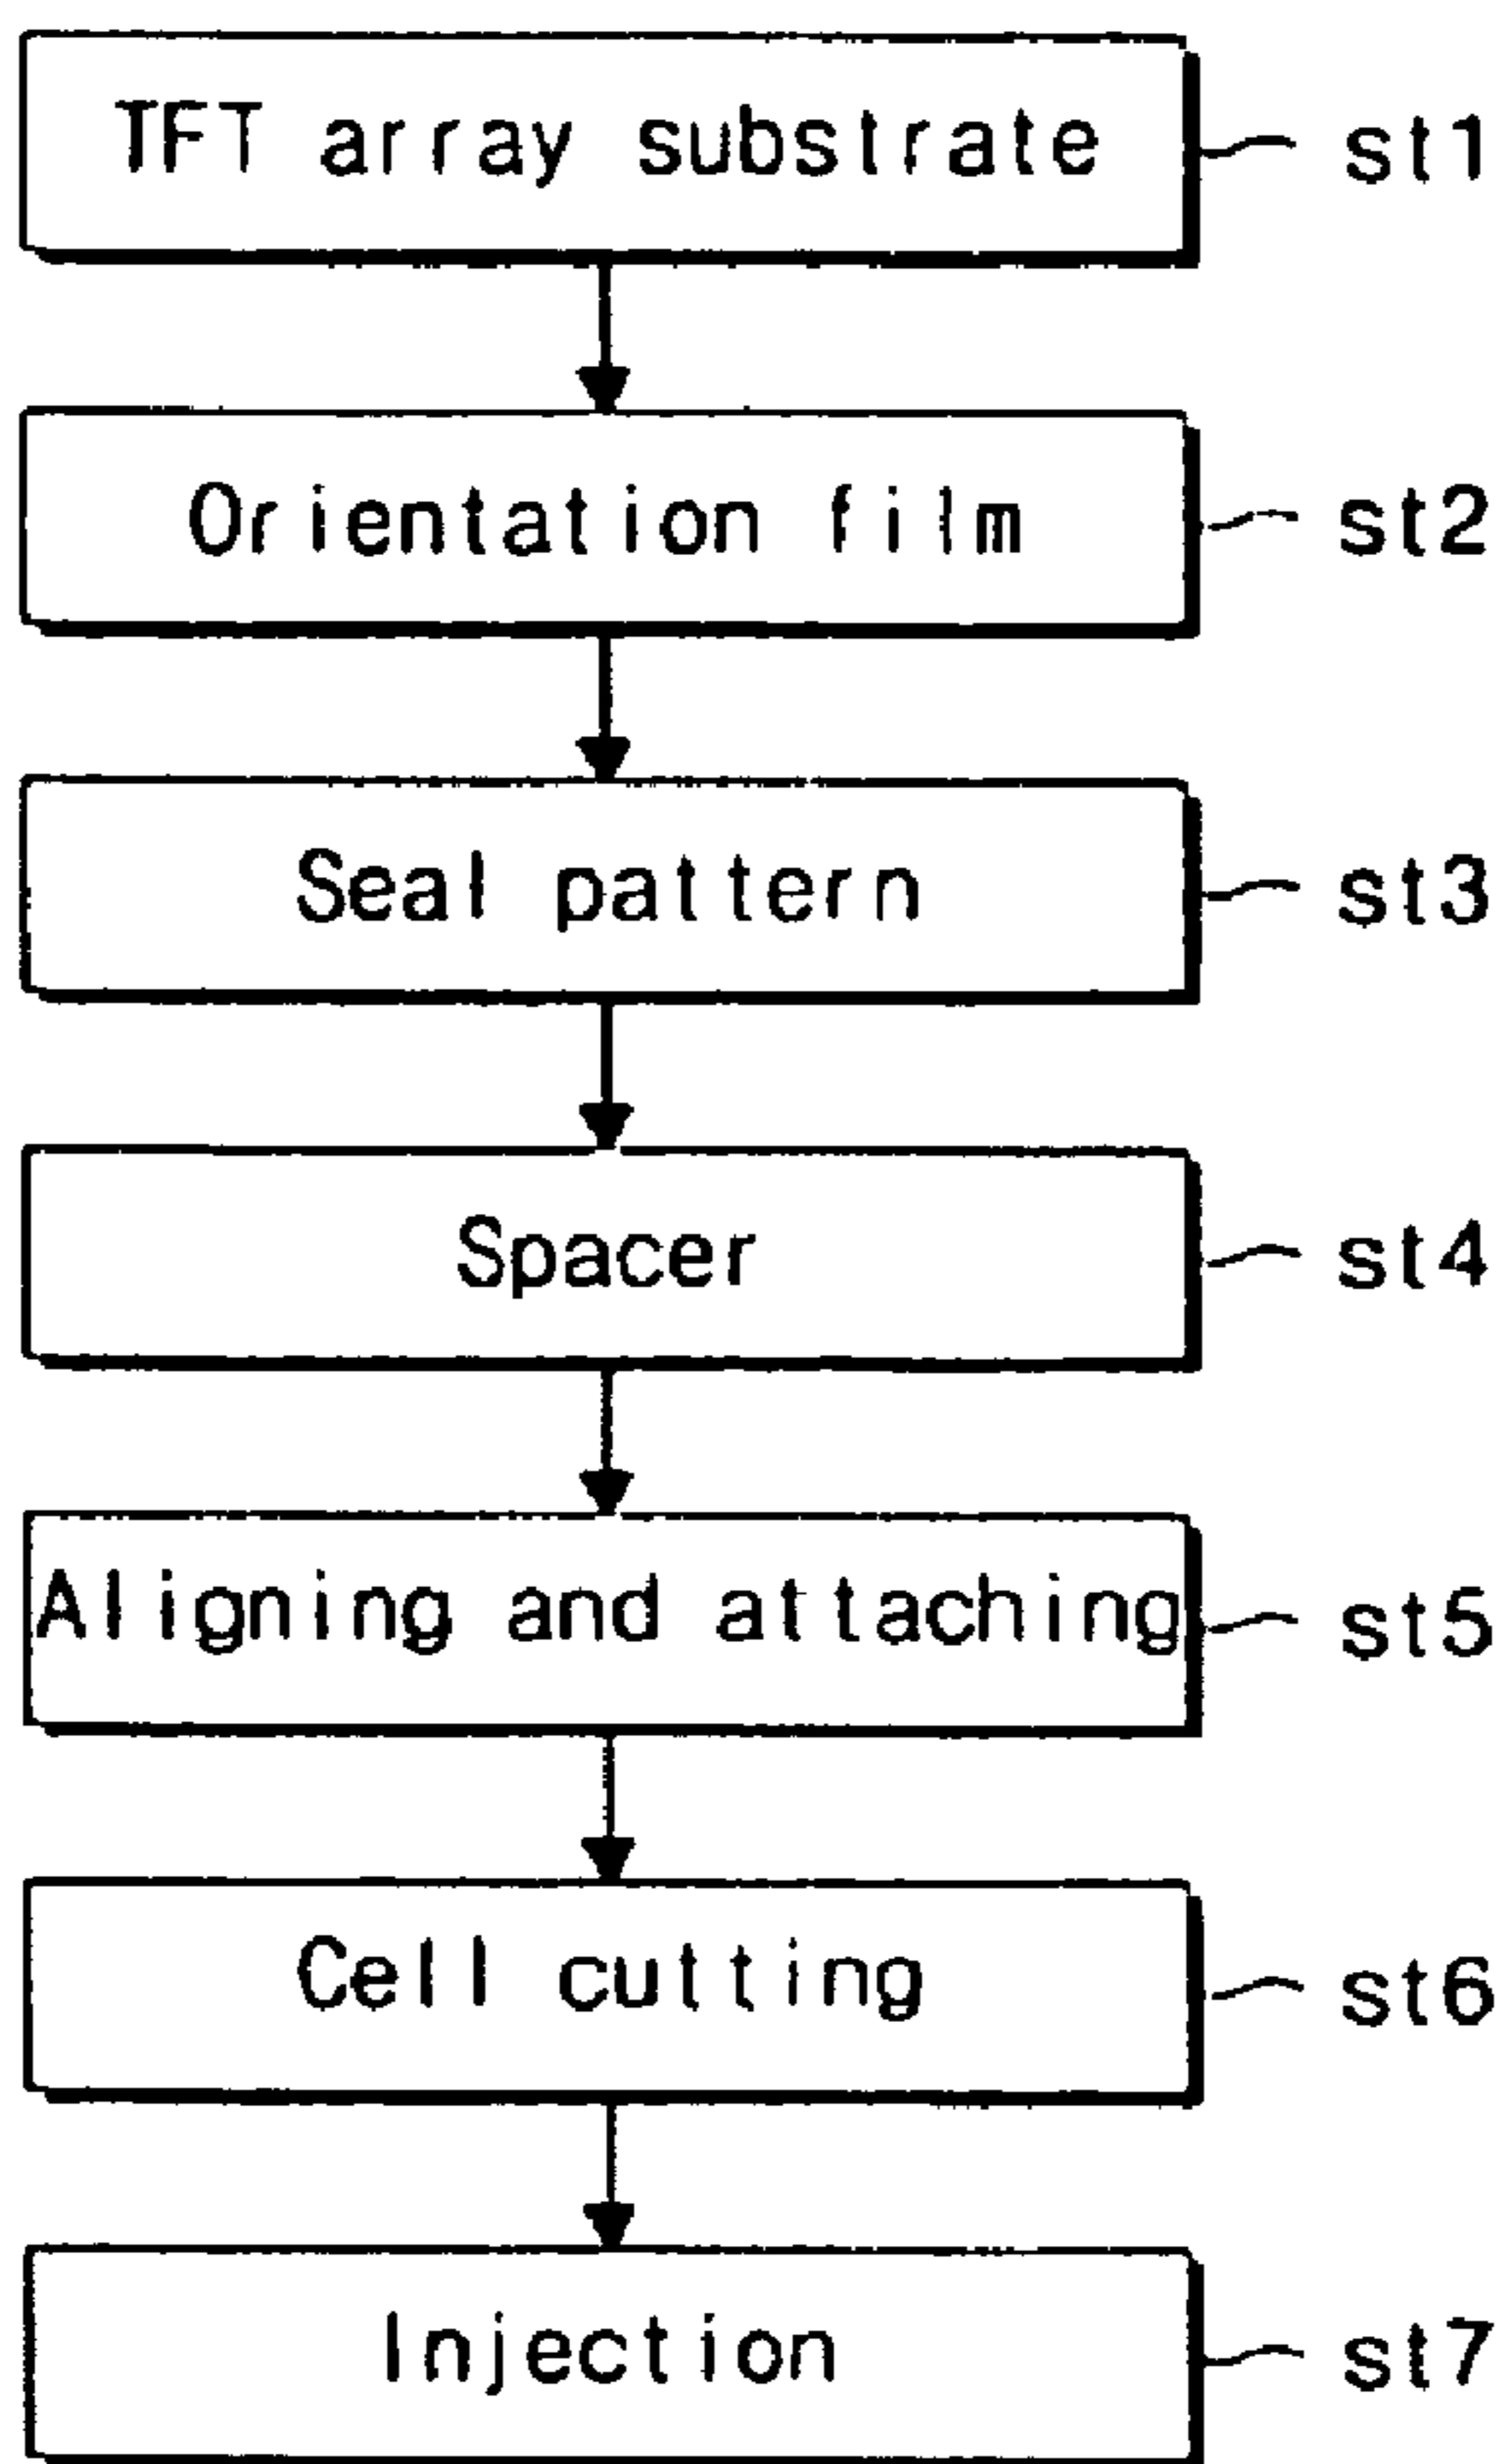 TFT array substrate st1
Orientation film st2
Seal pattern st3
Spacer st4
Aligning and attaching st5
Cell cutting st6
Injection st7